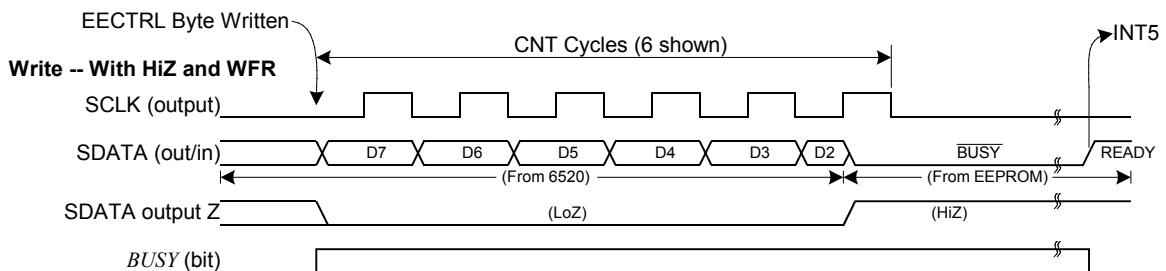 EECTRL Byte Written
INT5
CNT Cycles (6 shown)
Write -- With HiZ and WFR
SCLK (output)
SDATA (out/in) D7 D6 D5 D4 D3 D2 BUSY READY
(From 6520) (From EEPROM)
SDATA output Z (LoZ) (HiZ)
BUSY (bit)